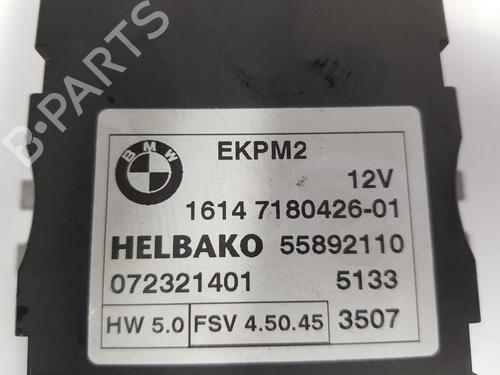 B-PARTS
BMW
EKPM2
12V
1614 7180426-01
HELBAKO 55892110
072321401 5133
HW 5.0 FSV 4.50.45 3507